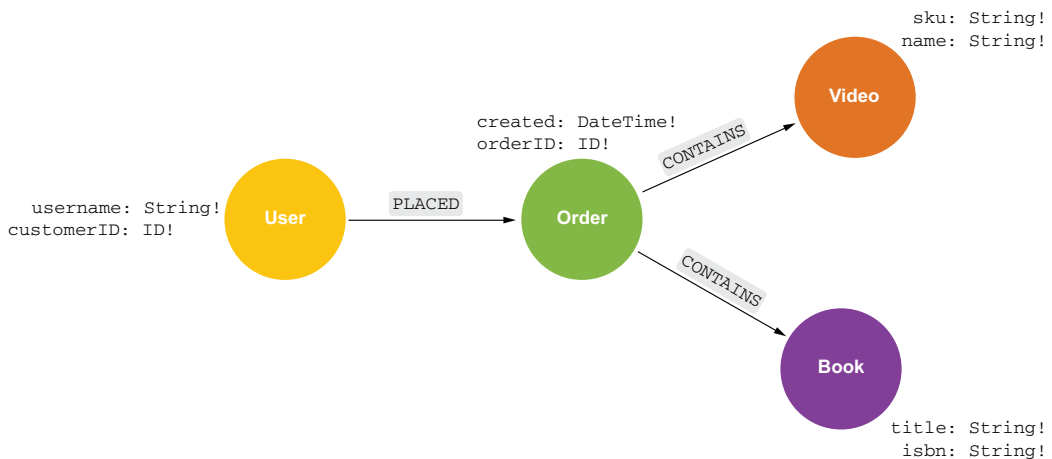 sku: String!
name: String!
Video
created: DateTime!
orderID: ID!
CONTAINS
username: String!
customerID: ID!
User
PLACED
Order
CONTAINS
Book
title: String!
isbn: String!